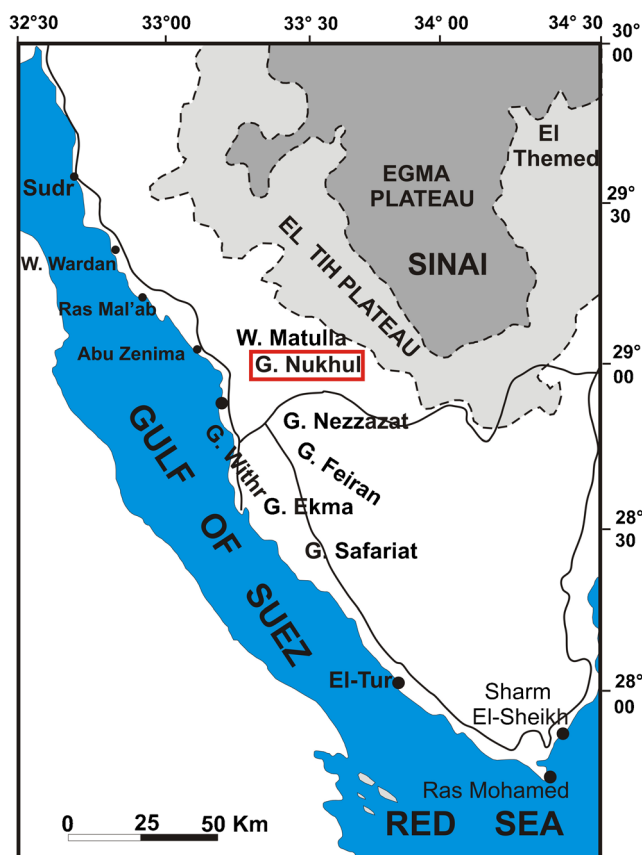 32°30 33°00 33° 30 34° 00 34° 30
30°
00
El
Themed
EGMA
PLATEAU
Sudr
29°
30
EL TIH PLATEAU
SINAI
W. Wardan
Ras Mal’ab
W. Matulla
Abu Zenima
G. Nukhul
29°
00
G. Nezzazat
G. Withr
G. Feiran
G. Ekma
GULF OF SUEZ
28°
30
G. Safariat
El-Tur
28°
00
Sharm
El-Sheikh
Ras Mohamed
0 25 50 Km
RED SEA